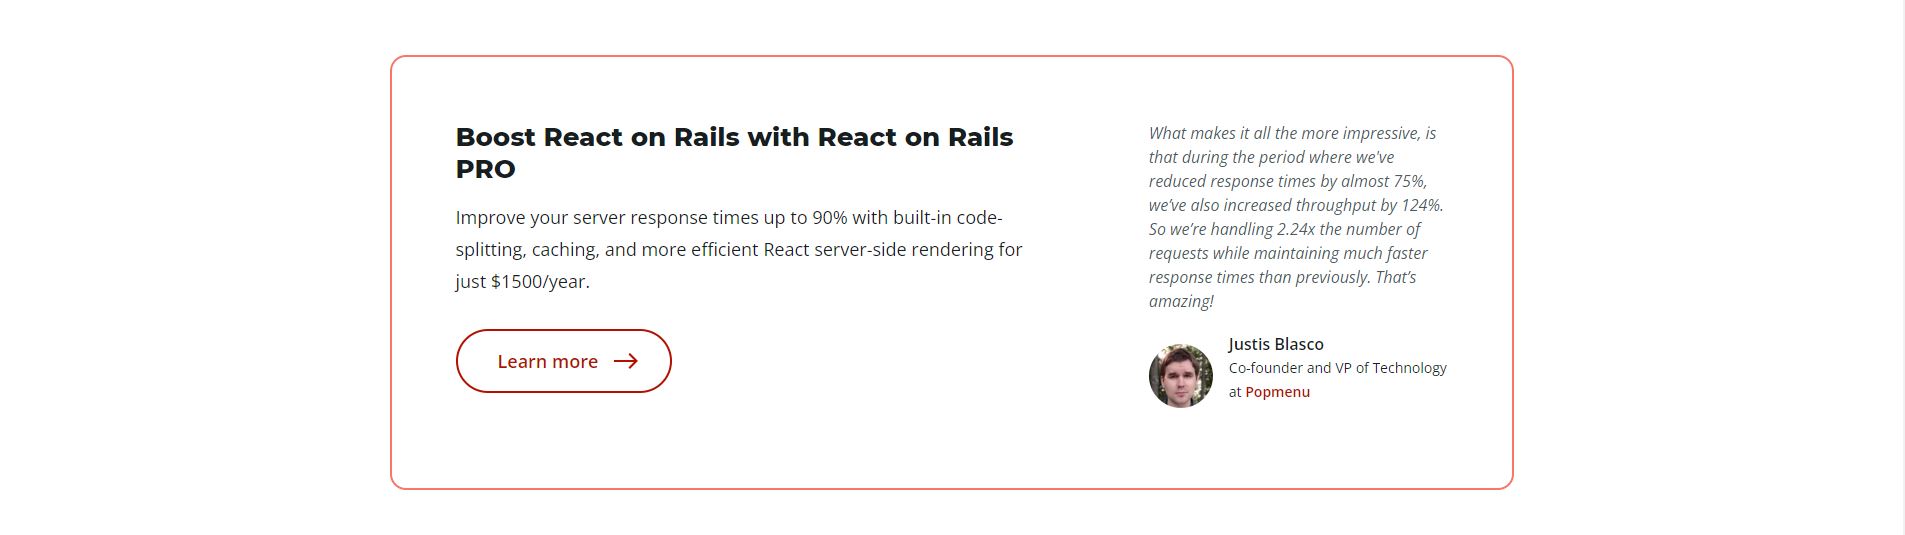 Boost React on Rails with React on Rails
PRO
Improve your server response times up to 90% with built-in code-
splitting, caching, and more efficient React server-side rendering for
just $1500/year.
Learn more
What makes it all the more impressive, is
that during the period where we've
reduced response times by almost 75%,
we’ve also increased throughput by 124%.
So we’re handling 2.24x the number of
requests while maintaining much faster
response times than previously. That’s
amazing!
Justis Blasco
Co-founder and VP of Technology
at Popmenu